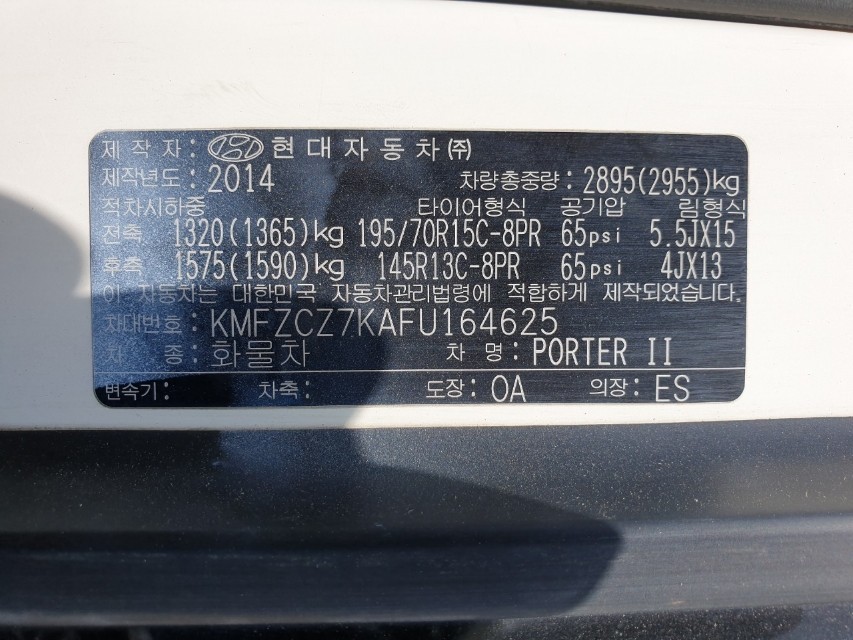 제 작 자 : 현대자동차㈜
제작년도 : 2014 차량총중량 : 2895(2955)kg
적차시하중 타이어형식 공기압 림형식
전축 1320(1365)kg 195/70R15C-8PR 65psi 5.5JX15
후축 1575(1590)kg 145R13C-8PR 65psi 4JX13
이 자동차는 대한민국 자동차관리법령에 적합하게 제작되었습니다.
차대번호 : KMFZCZ7KAFU164625
차 종 : 화물차 차 명 : PORTER II
변속기 : 차축 : 도장 : OA 의장 : ES